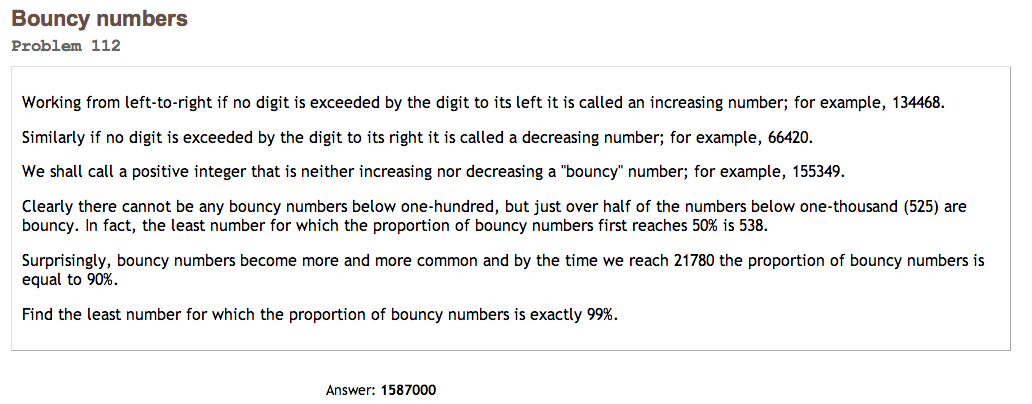 Bouncy numbers
Problem 112
Working from left-to-right if no digit is exceeded by the digit to its left it is called an increasing number; for example, 134468.
Similarly if no digit is exceeded by the digit to its right it is called a decreasing number; for example, 66420.
We shall call a positive integer that is neither increasing nor decreasing a "bouncy" number; for example, 155349.
Clearly there cannot be any bouncy numbers below one-hundred, but just over half of the numbers below one-thousand (525) are
bouncy. In fact, the least number for which the proportion of bouncy numbers first reaches 50% is 538.
Surprisingly, bouncy numbers become more and more common and by the time we reach 21780 the proportion of bouncy numbers is
equal to 90%.
Find the least number for which the proportion of bouncy numbers is exactly 99%.
Answer: 1587000